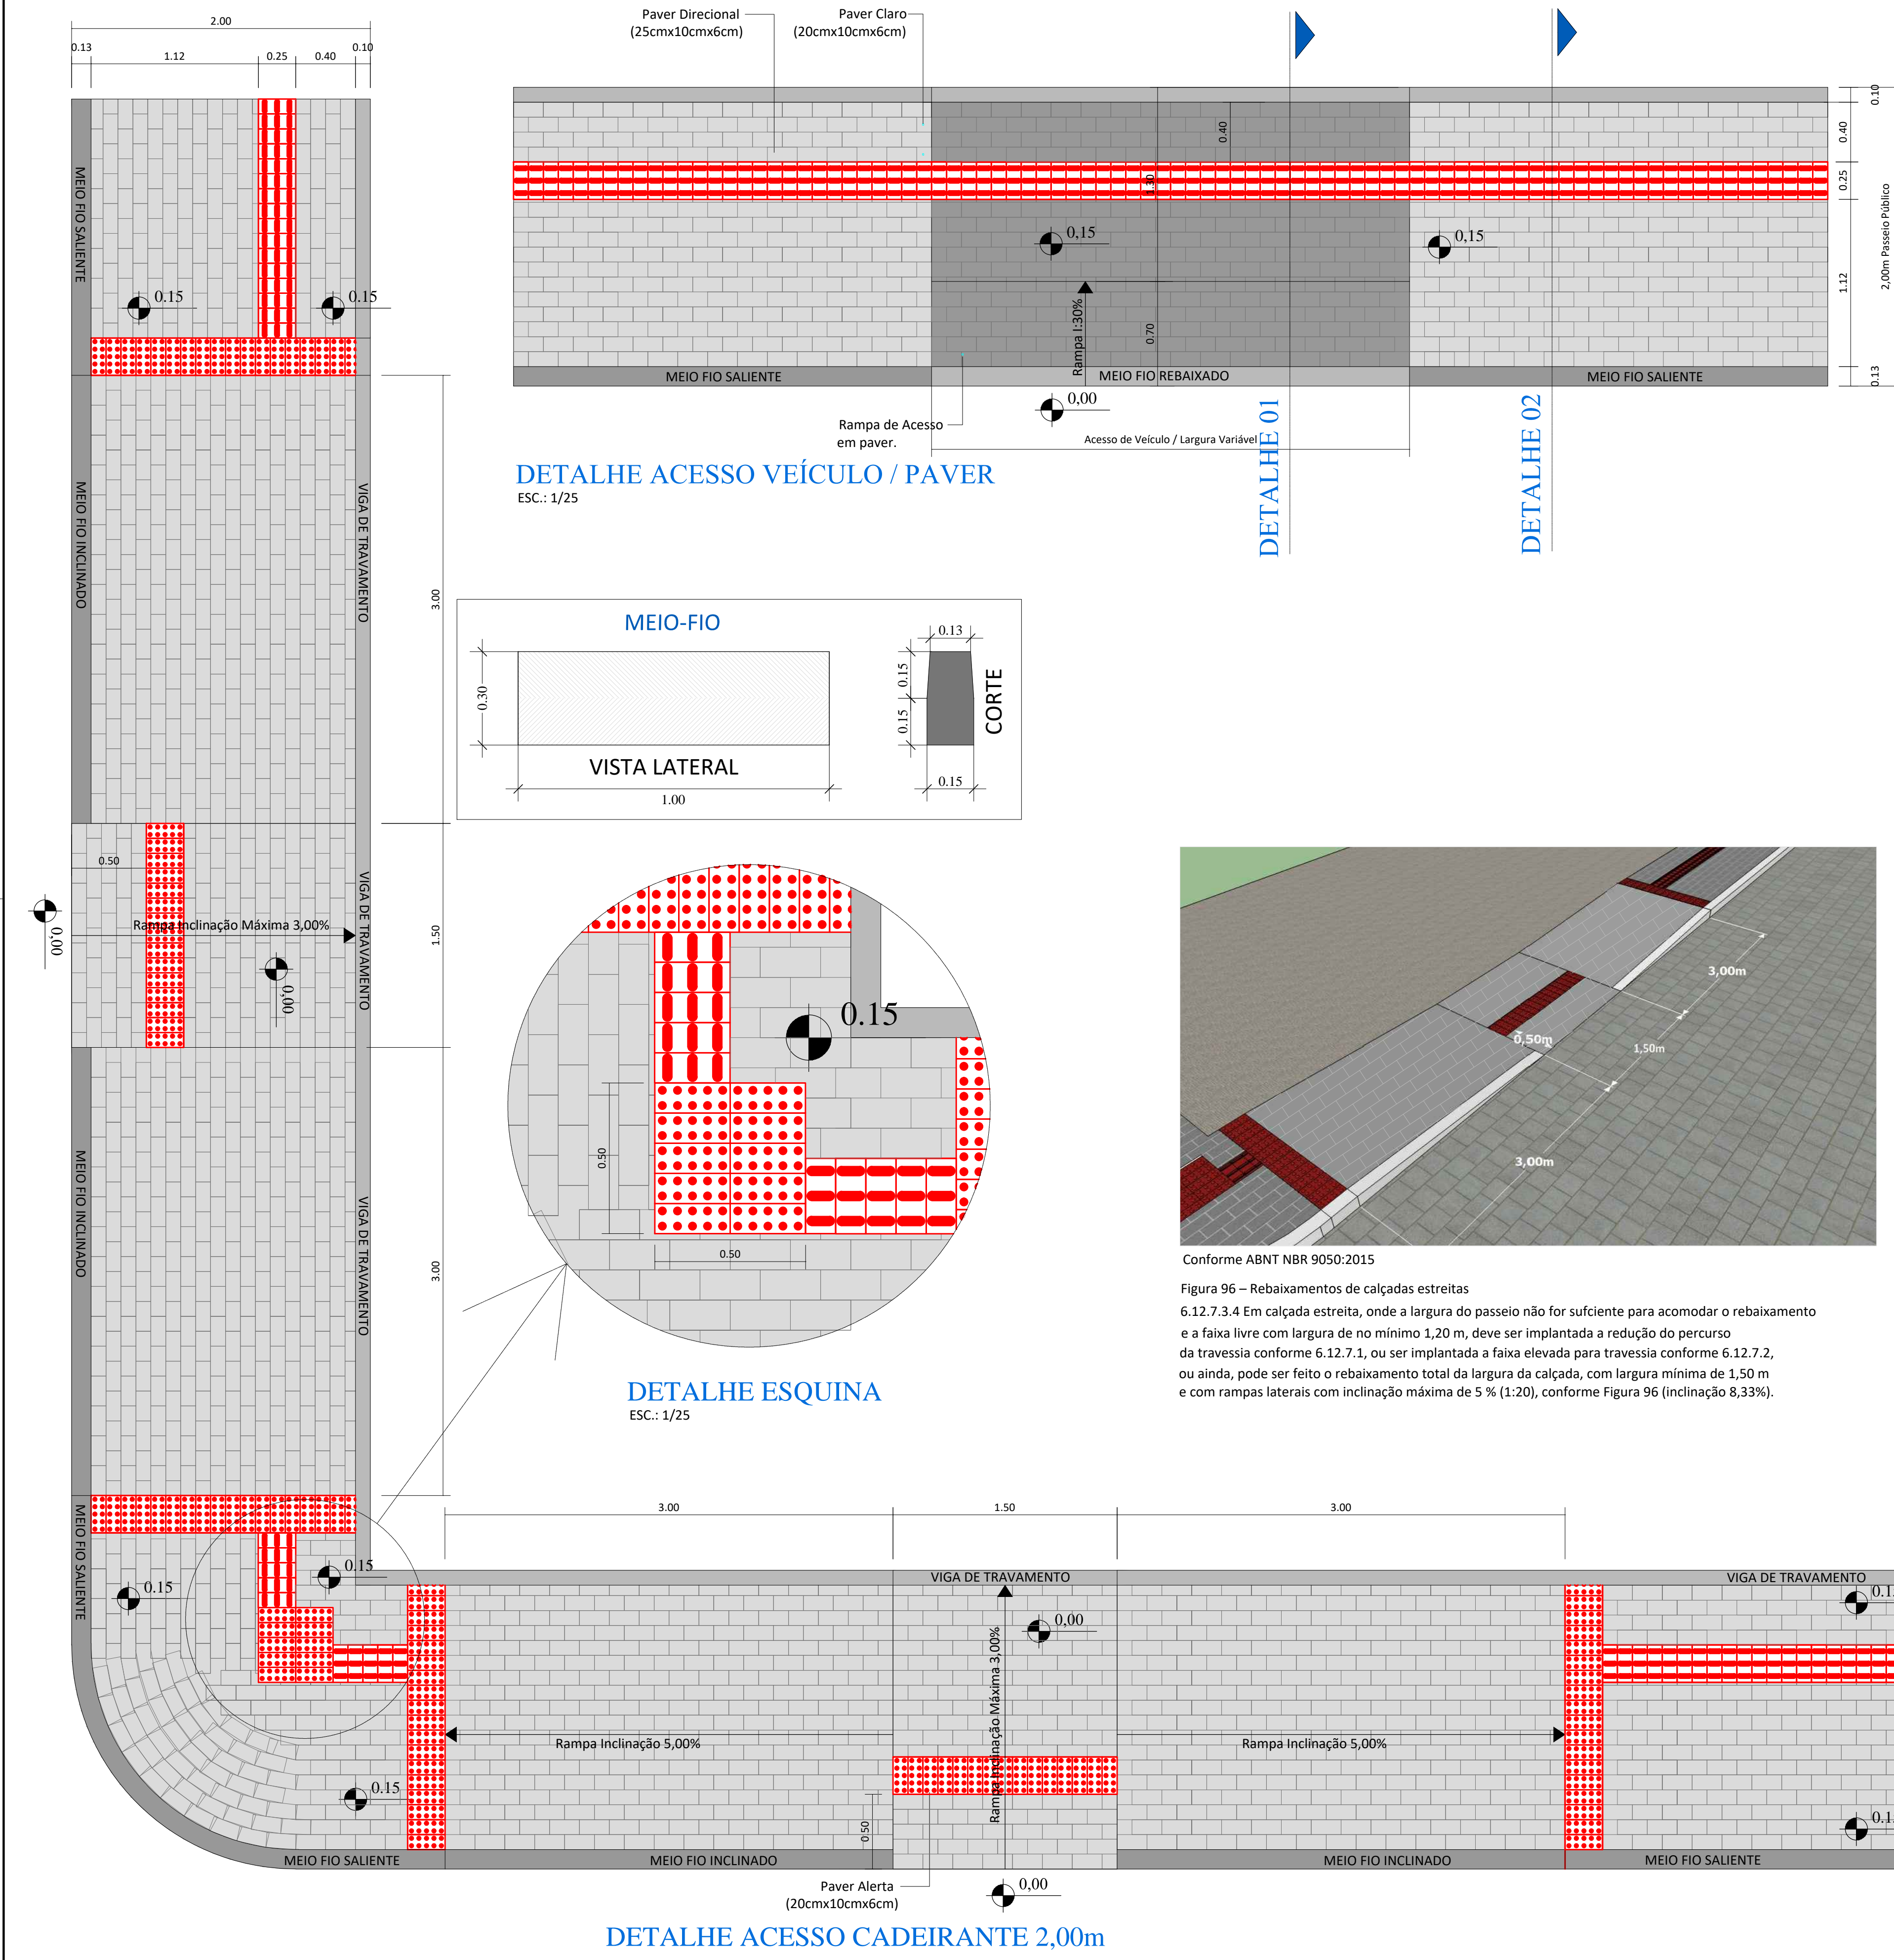 2.00
0.13
1.12
0.25
0.40
0.10
MEIO FIO SALIENTE
0.15
0.15
MEIO FIO INCLINADO
VIGA DE TRAVAMENTO
3.00
0.50
0,00
Rampa Inclinação Máxima 3,00%
0,00
VIGA DE TRAVAMENTO
1.50
MEIO FIO INCLINADO
VIGA DE TRAVAMENTO
3.00
MEIO FIO SALIENTE
0.15
0.15
Paver Direcional
(25cmx10cmx6cm)
Paver Claro
(20cmx10cmx6cm)
0.40
1.30
0,15
0,15
Rampa I:30%
0.70
MEIO FIO SALIENTE
MEIO FIO REBAIXADO
MEIO FIO SALIENTE
0,00
Rampa de Acesso
em paver.
Acesso de Veículo / Largura Variável
0.10
0.40
0.25
1.12
0.13
2,00m Passeio Público
DETALHE 01
DETALHE 02
DETALHE ACESSO VEÍCULO / PAVER
ESC.: 1/25
MEIO-FIO
0.30
VISTA LATERAL
1.00
0.13
0.15
0.15
0.15
CORTE
0.15
0.50
0.50
DETALHE ESQUINA
ESC.: 1/25
3,00m
0,50m
1,50m
3,00m
Conforme ABNT NBR 9050:2015
Figura 96 – Rebaixamentos de calçadas estreitas
6.12.7.3.4 Em calçada estreita, onde a largura do passeio não for sufciente para acomodar o rebaixamento
e a faixa livre com largura de no mínimo 1,20 m, deve ser implantada a redução do percurso
da travessia conforme 6.12.7.1, ou ser implantada a faixa elevada para travessia conforme 6.12.7.2,
ou ainda, pode ser feito o rebaixamento total da largura da calçada, com largura mínima de 1,50 m
e com rampas laterais com inclinação máxima de 5 % (1:20), conforme Figura 96 (inclinação 8,33%).
3.00
1.50
3.00
VIGA DE TRAVAMENTO
VIGA DE TRAVAMENTO
0,00
Rampa Inclinação Máxima 3,00%
Rampa Inclinação 5,00%
Rampa Inclinação 5,00%
0.15
0.50
MEIO FIO SALIENTE
MEIO FIO INCLINADO
MEIO FIO INCLINADO
MEIO FIO SALIENTE
Paver Alerta
(20cmx10cmx6cm)
0,00
DETALHE ACESSO CADEIRANTE 2,00m